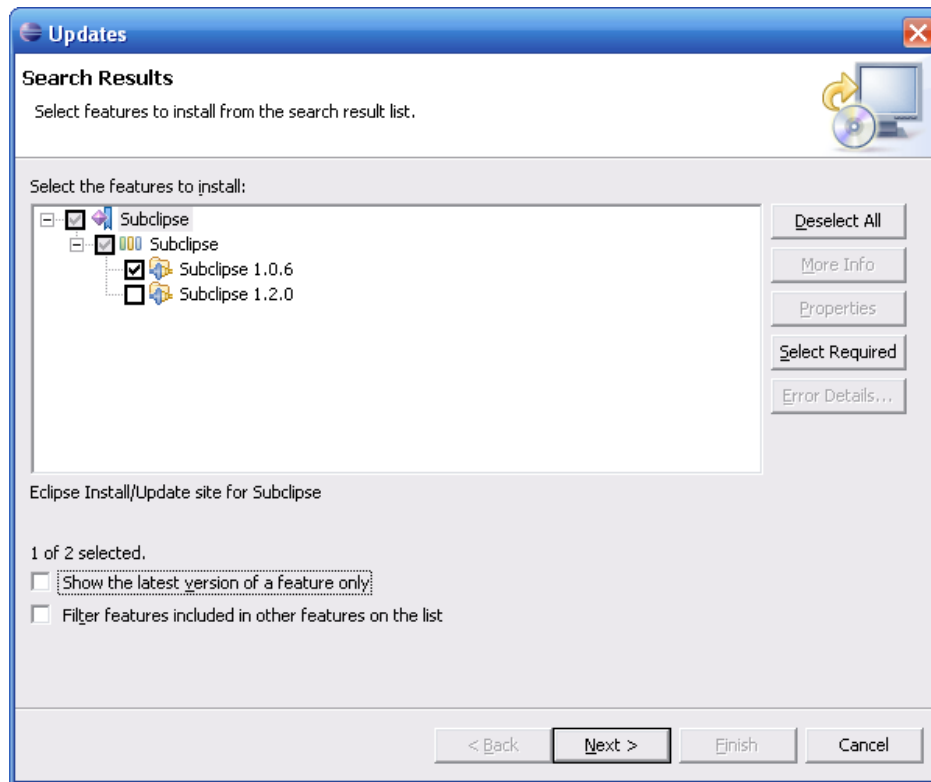 Updates
Search Results
Select features to install from the search result list.
Select the features to install:
Subclipse
Subclipse
Subclipse 1.0.6
Subclipse 1.2.0
Deselect All
More Info
Properties
Select Required
Error Details...
Eclipse Install/Update site for Subclipse
1 of 2 selected.
Show the latest version of a feature only
Filter features included in other features on the list
< Back
Next >
Finish
Cancel